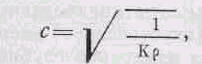 c = √(1/Kρ),